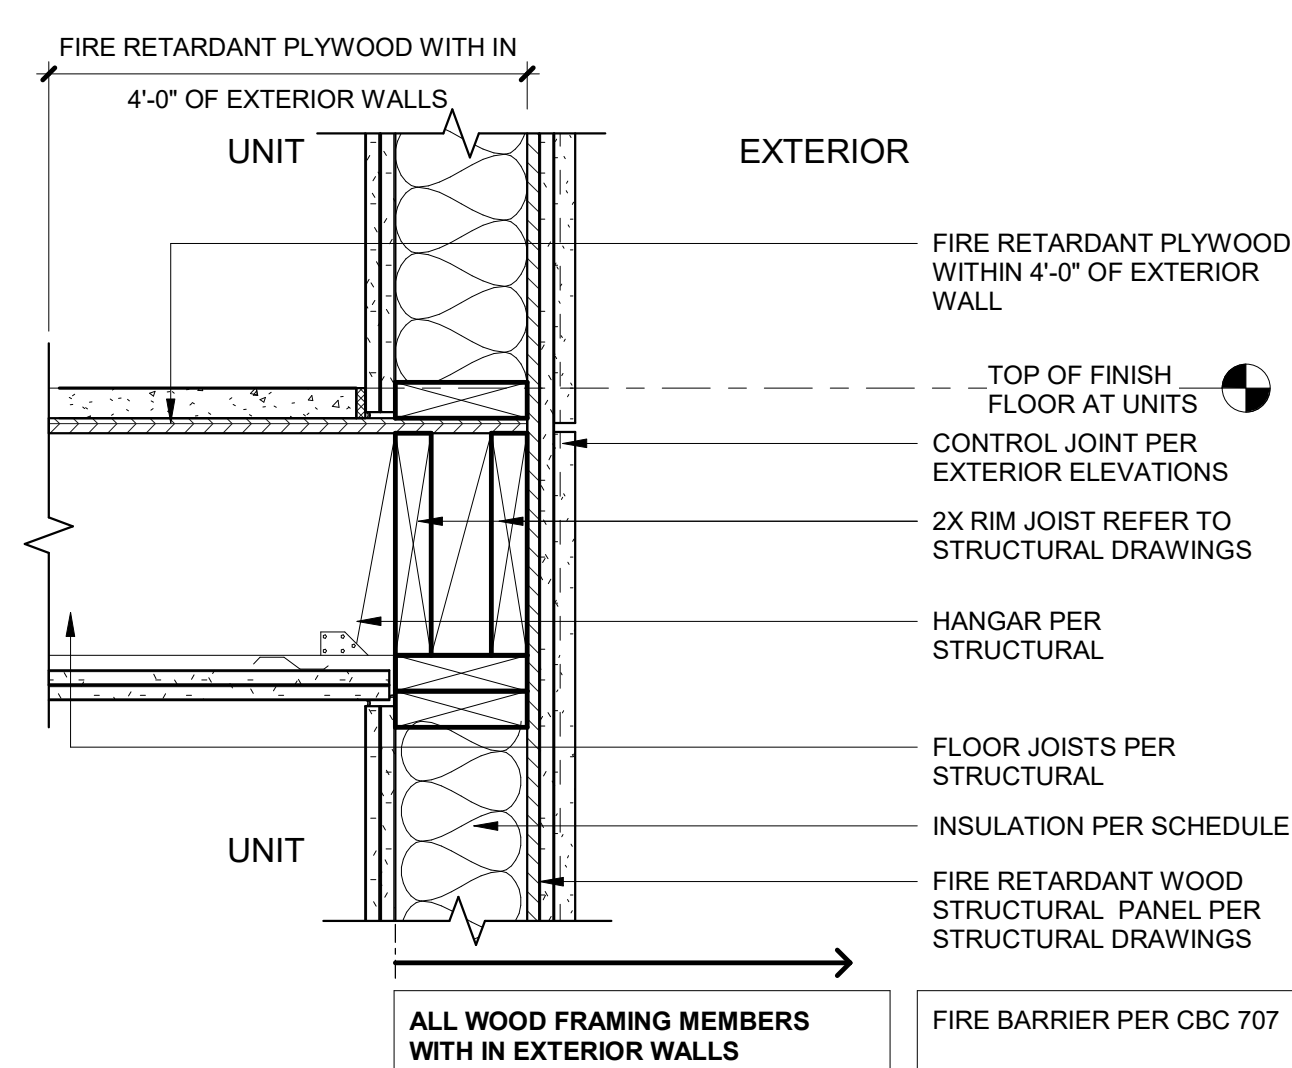 FIRE RETARDANT PLYWOOD WITH IN
4'-0" OF EXTERIOR WALLS
UNIT
EXTERIOR
FIRE RETARDANT PLYWOOD
WITHIN 4'-0" OF EXTERIOR
WALL
TOP OF FINISH
FLOOR AT UNITS
CONTROL JOINT PER
EXTERIOR ELEVATIONS
2X RIM JOIST REFER TO
STRUCTURAL DRAWINGS
HANGAR PER
STRUCTURAL
FLOOR JOISTS PER
STRUCTURAL
UNIT
INSULATION PER SCHEDULE
FIRE RETARDANT WOOD
STRUCTURAL PANEL PER
STRUCTURAL DRAWINGS
ALL WOOD FRAMING MEMBERS
WITH IN EXTERIOR WALLS
FIRE BARRIER PER CBC 707